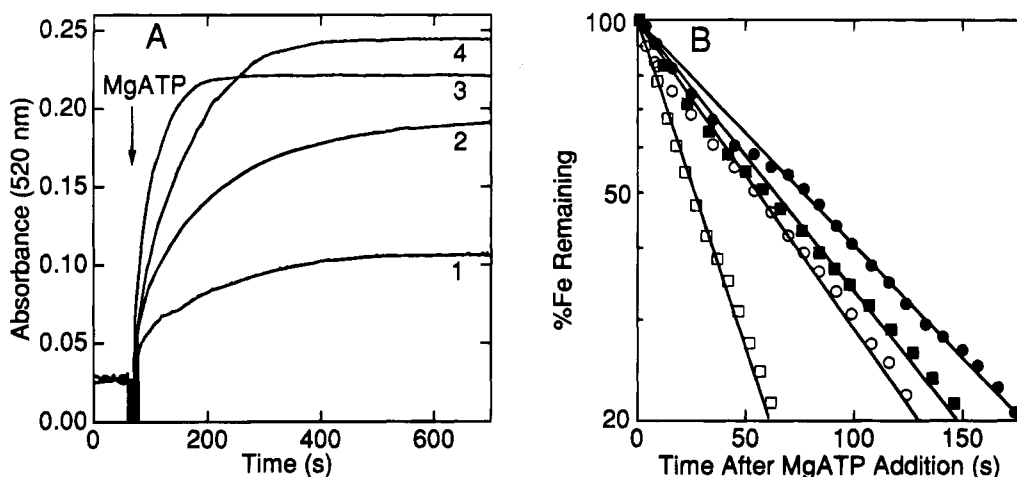 A
B
0.25
0.20
0.15
0.10
0.05
0.00
Absorbance (520 nm)
MgATP
4
3
2
1
0 200 400 600
Time (s)
100
50
20
%Fe Remaining
0 50 100 150
Time After MgATP Addition (s)